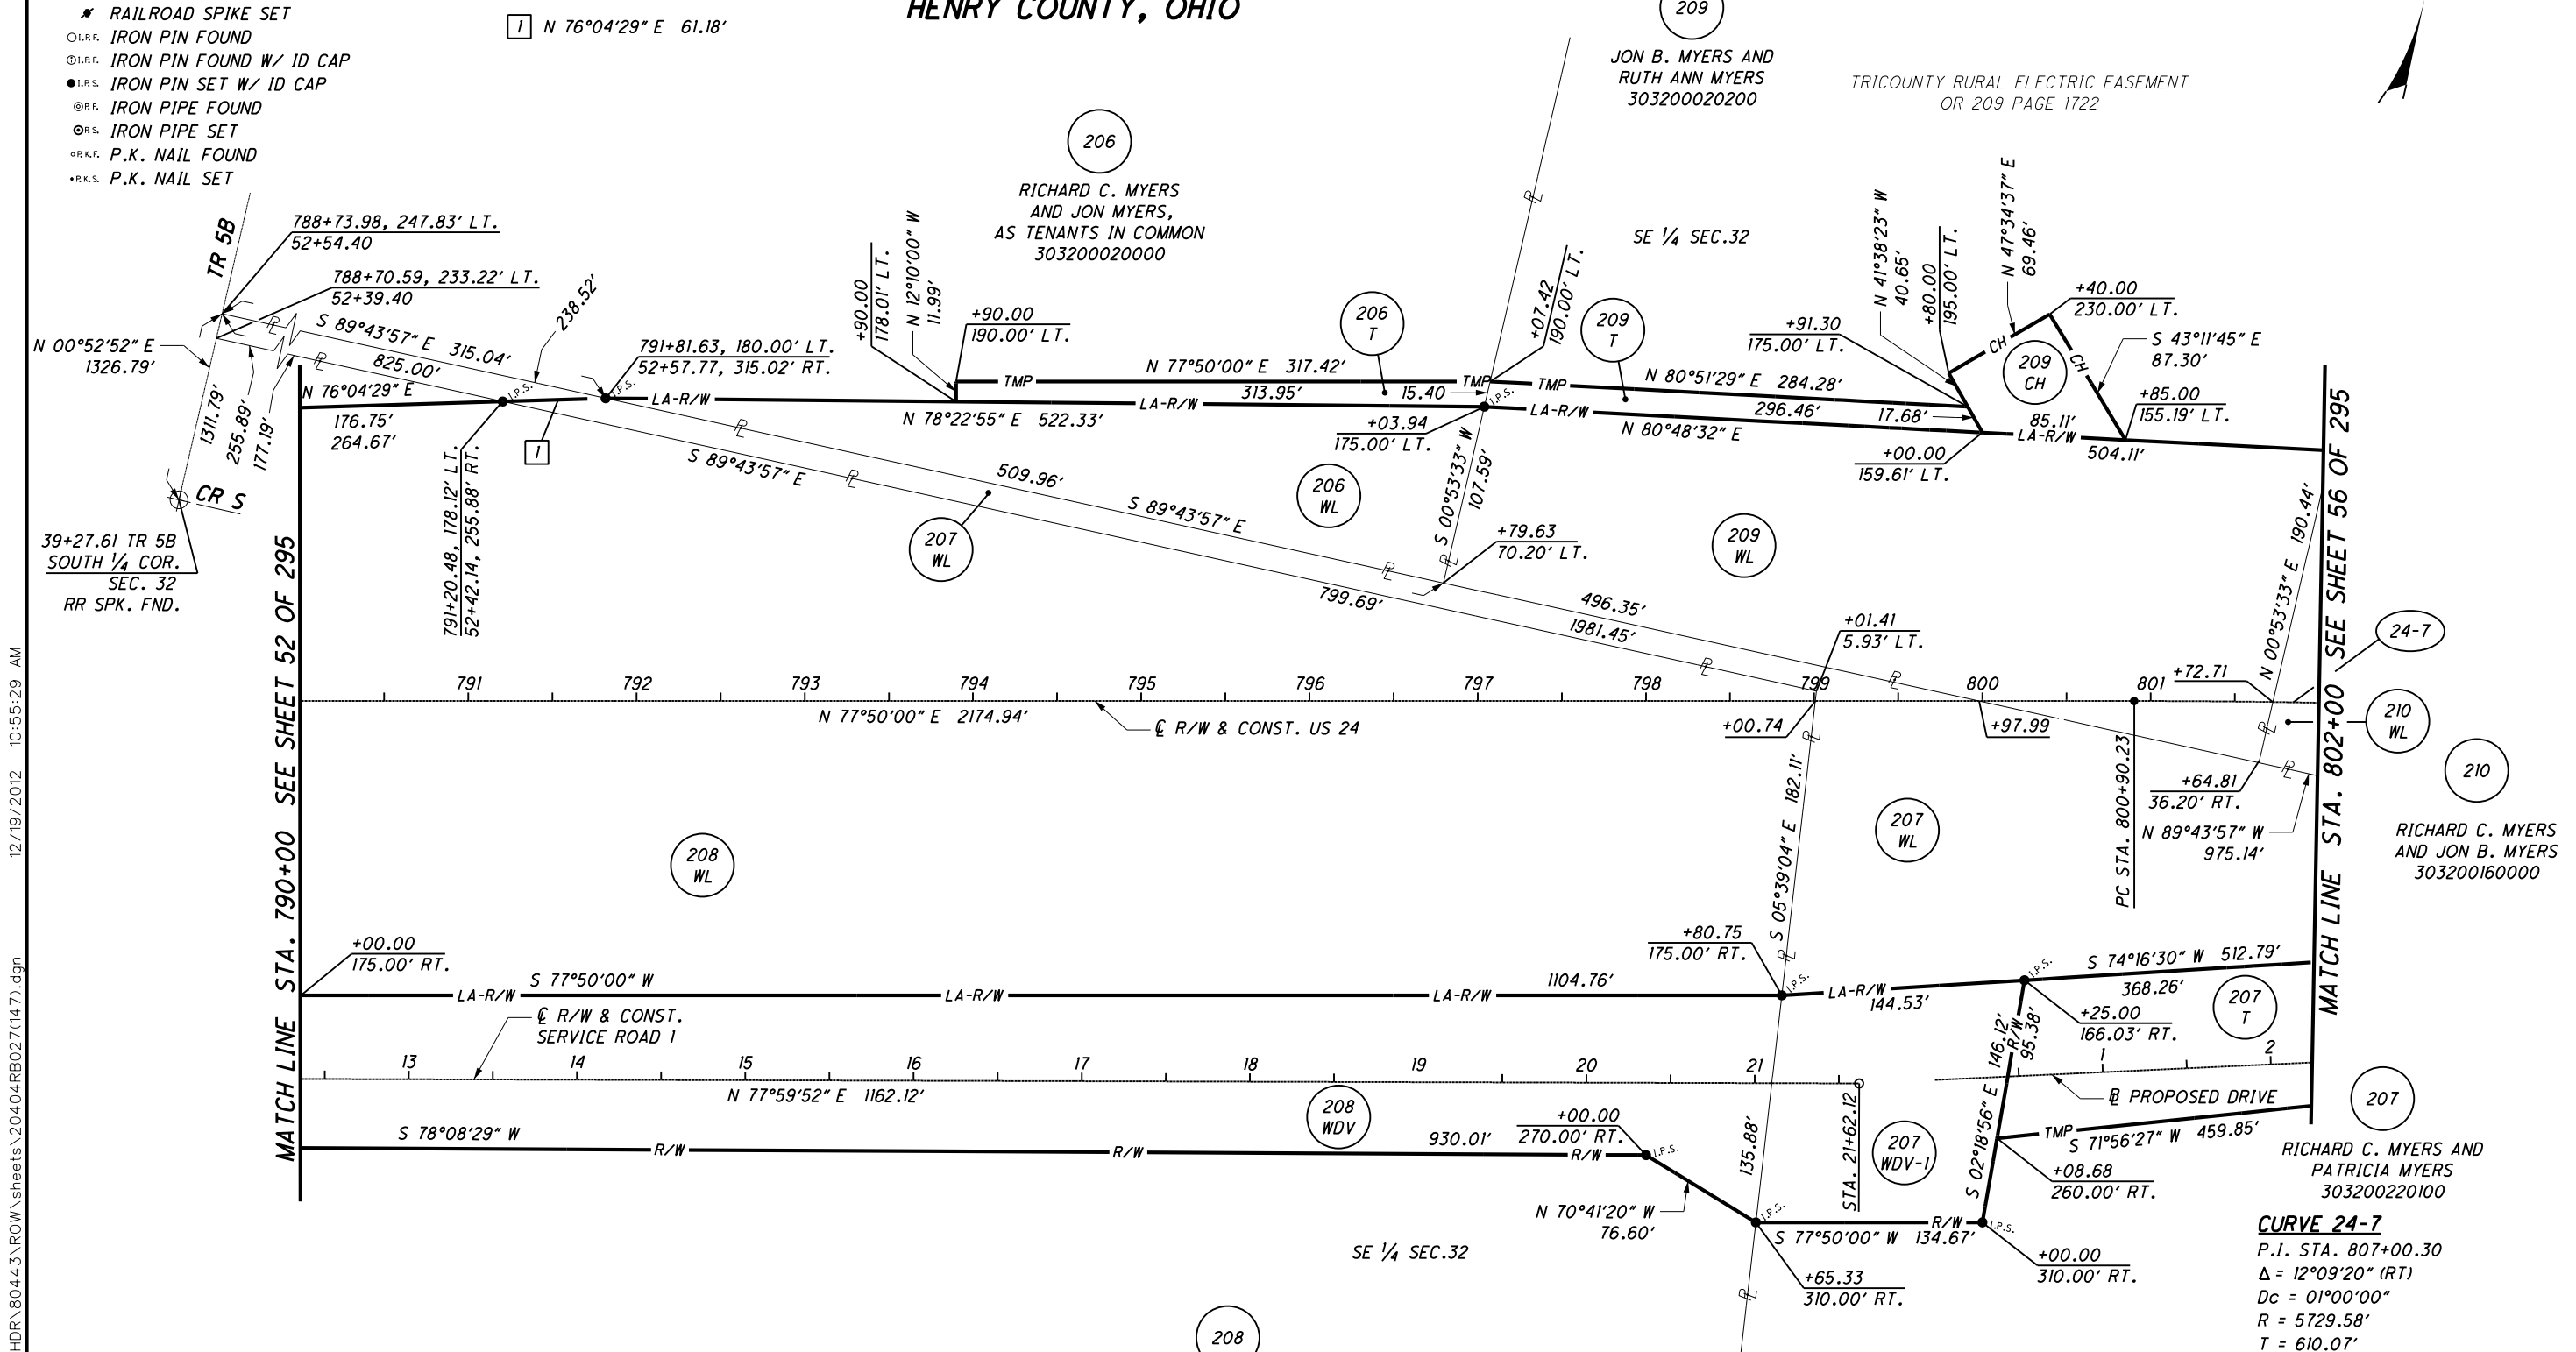 HENRY COUNTY, OHIO
RAILROAD SPIKE SET
I.P.F. IRON PIN FOUND
I.P.F. IRON PIN FOUND W/ ID CAP
I.P.S. IRON PIN SET W/ ID CAP
P.F. IRON PIPE FOUND
P.S. IRON PIPE SET
P.K.F. P.K. NAIL FOUND
P.K.S. P.K. NAIL SET
1 N 76°04'29" E 61.18'
209
JON B. MYERS AND
RUTH ANN MYERS
303200020200
TRICOUNTY RURAL ELECTRIC EASEMENT
OR 209 PAGE 1722
206
RICHARD C. MYERS
AND JON MYERS,
AS TENANTS IN COMMON
303200020000
SE 1/4 SEC.32
TR 5B
788+73.98, 247.83' LT.
52+54.40
788+70.59, 233.22' LT.
52+39.40
238.52'
N 00°52'52" E
1326.79'
S 89°43'57" E 315.04'
825.00'
N 76°04'29" E
176.75'
264.67'
1311.79'
255.89'
177.19'
CR S
39+27.61 TR 5B
SOUTH 1/4 COR.
SEC. 32
RR SPK. FND.
791+20.48, 178.12' LT.
52+42.14, 255.88' RT.
1
I.P.S.
791+81.63, 180.00' LT.
52+57.77, 315.02' RT.
I.P.S.
LA-R/W
+90.00
178.01' LT.
N 12°10'00" W
11.99'
+90.00
190.00' LT.
TMP
N 77°50'00" E 317.42'
206
T
313.95'
15.40
TMP
N 78°22'55" E 522.33'
LA-R/W
+07.42
190.00' LT.
209
T
TMP
N 80°51'29" E 284.28'
I.P.S.
LA-R/W
296.46'
17.68'
N 80°48'32" E
+03.94
175.00' LT.
+91.30
175.00' LT.
N 41°38'23" W
40.65'
+80.00
195.00' LT.
N 47°34'37" E
69.46'
+40.00
230.00' LT.
CH
CH
209
CH
S 43°11'45" E
87.30'
+85.00
155.19' LT.
85.11'
LA-R/W
504.11'
+00.00
159.61' LT.
S 89°43'57" E
509.96'
S 89°43'57" E
207
WL
206
WL
S 00°53'33" W
107.59'
+79.63
70.20' LT.
209
WL
799.69'
496.35'
1981.45'
+01.41
5.93' LT.
N 00°53'33" E 190.44'
24-7
+72.71
791 792 793 794 795 796 797 798 799 800 801
N 77°50'00" E 2174.94'
℄ R/W & CONST. US 24
+00.74
+97.99
210
WL
210
RICHARD C. MYERS
AND JON B. MYERS
303200160000
+64.81
36.20' RT.
N 89°43'57" W
975.14'
PC STA. 800+90.23
S 05°39'04" E 182.11'
208
WL
207
WL
MATCH LINE STA. 790+00 SEE SHEET 52 OF 295
MATCH LINE STA. 802+00 SEE SHEET 56 OF 295
+00.00
175.00' RT.
S 77°50'00" W
1104.76'
LA-R/W LA-R/W LA-R/W
+80.75
175.00' RT.
I.P.S.
LA-R/W
144.53'
I.P.S.
S 74°16'30" W 512.79'
368.26'
207
T
+25.00
166.03' RT.
℄ R/W & CONST.
SERVICE ROAD 1
13 14 15 16 17 18 19 20 21
N 77°59'52" E 1162.12'
S 02°18'56" E 146.12'
R/W
95.38'
1 2
PROPOSED DRIVE
TMP
S 71°56'27" W 459.85'
208
WDV
+00.00
270.00' RT.
S 78°08'29" W
R/W R/W R/W
930.01'
I.P.S.
STA. 21+62.12
207
WDV-1
+08.68
260.00' RT.
207
RICHARD C. MYERS AND
PATRICIA MYERS
303200220100
N 70°41'20" W
76.60'
135.88'
I.P.S.
R/W
S 77°50'00" W 134.67'
I.P.S.
+00.00
310.00' RT.
+65.33
310.00' RT.
SE 1/4 SEC.32
208
CURVE 24-7
P.I. STA. 807+00.30
Δ = 12°09'20" (RT)
Dc = 01°00'00"
R = 5729.58'
T = 610.07'
HDR\80443\ROW\sheets\20404RB027(147).dgn 12/19/2012 10:55:29 AM